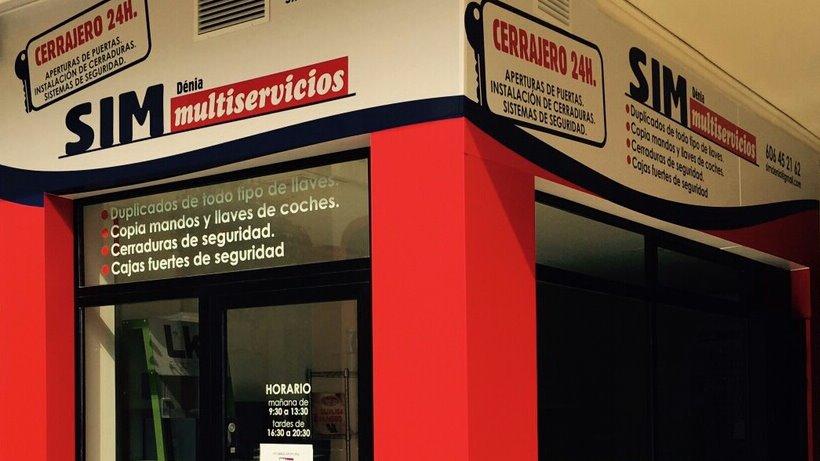 CERRAJERO 24H.
APERTURAS DE PUERTAS.
INSTALACIÓN DE CERRADURAS.
SISTEMAS DE SEGURIDAD.
SIM Dénia
multiservicios
Duplicados de todo tipo de llaves.
Copia mandos y llaves de coches.
Cerraduras de seguridad.
Cajas fuertes de seguridad
HORARIO
mañana de
9:30 a 13:30
tardes de
16:30 a 20:30
CERRAJERO 24H.
APERTURAS DE PUERTAS.
INSTALACIÓN DE CERRADURAS.
SISTEMAS DE SEGURIDAD.
SIM Dénia
multiservicios
Duplicados de todo tipo de llaves.
Copia mandos y llaves de coches.
Cerraduras de seguridad.
Cajas fuertes de seguridad
606 45 21 62